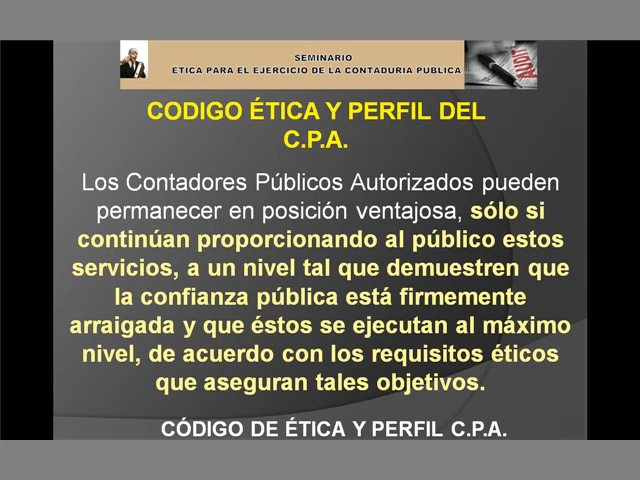 SEMINARIO
ÉTICA PARA EL EJERCICIO DE LA CONTADURIA PÚBLICA
AUDIT
CODIGO ÉTICA Y PERFIL DEL
C.P.A.
Los Contadores Públicos Autorizados pueden
permanecer en posición ventajosa, sólo si
continúan proporcionando al público estos
servicios, a un nivel tal que demuestren que
la confianza pública está firmemente
arraigada y que éstos se ejecutan al máximo
nivel, de acuerdo con los requisitos éticos
que aseguran tales objetivos.
CÓDIGO DE ÉTICA Y PERFIL C.P.A.